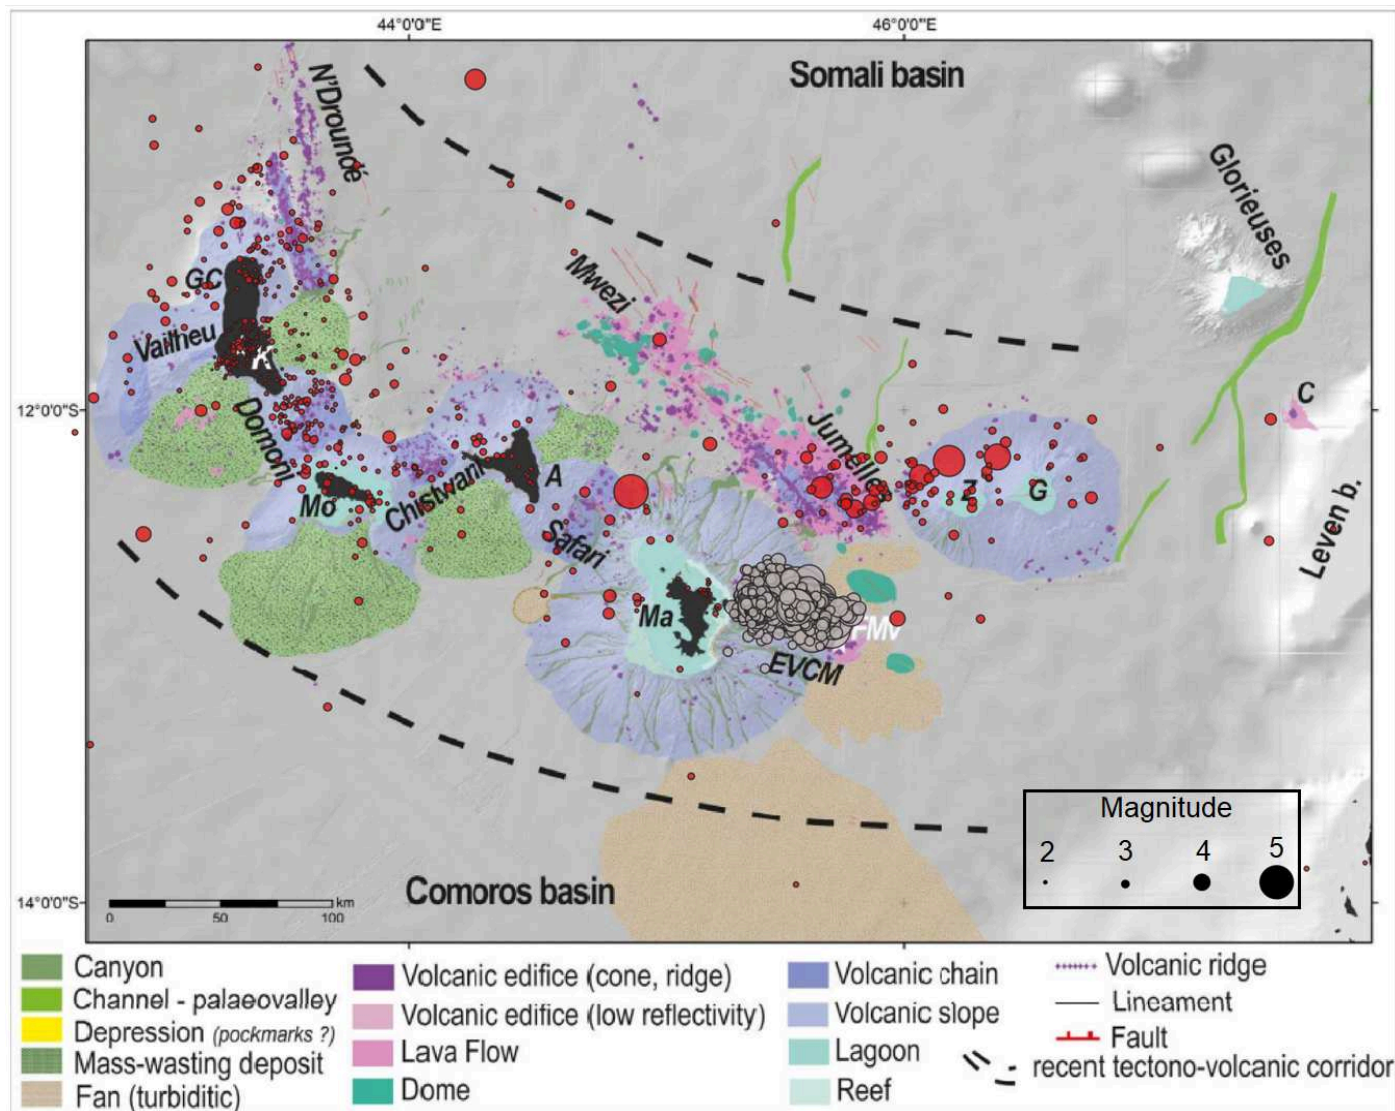 44°0'0"E
46°0'0"E
Somali basin
N'Droundé
Glorieuses
GC
Mwezi
Vailheu
K
C
12°0'0"S
Domoni
Jumelles
A
Z
G
Mo
Chistwani
Leven b.
Safari
Ma
FMv
EVCM
Magnitude
2 3 4 5
Comoros basin
14°0'0"S
km
0 50 100
Canyon
Channel - palaeovalley
Depression (pockmarks ?)
Mass-wasting deposit
Fan (turbiditic)
Volcanic edifice (cone, ridge)
Volcanic edifice (low reflectivity)
Lava Flow
Dome
Volcanic chain
Volcanic slope
Lagoon
Reef
Volcanic ridge
Lineament
Fault
recent tectono-volcanic corridor